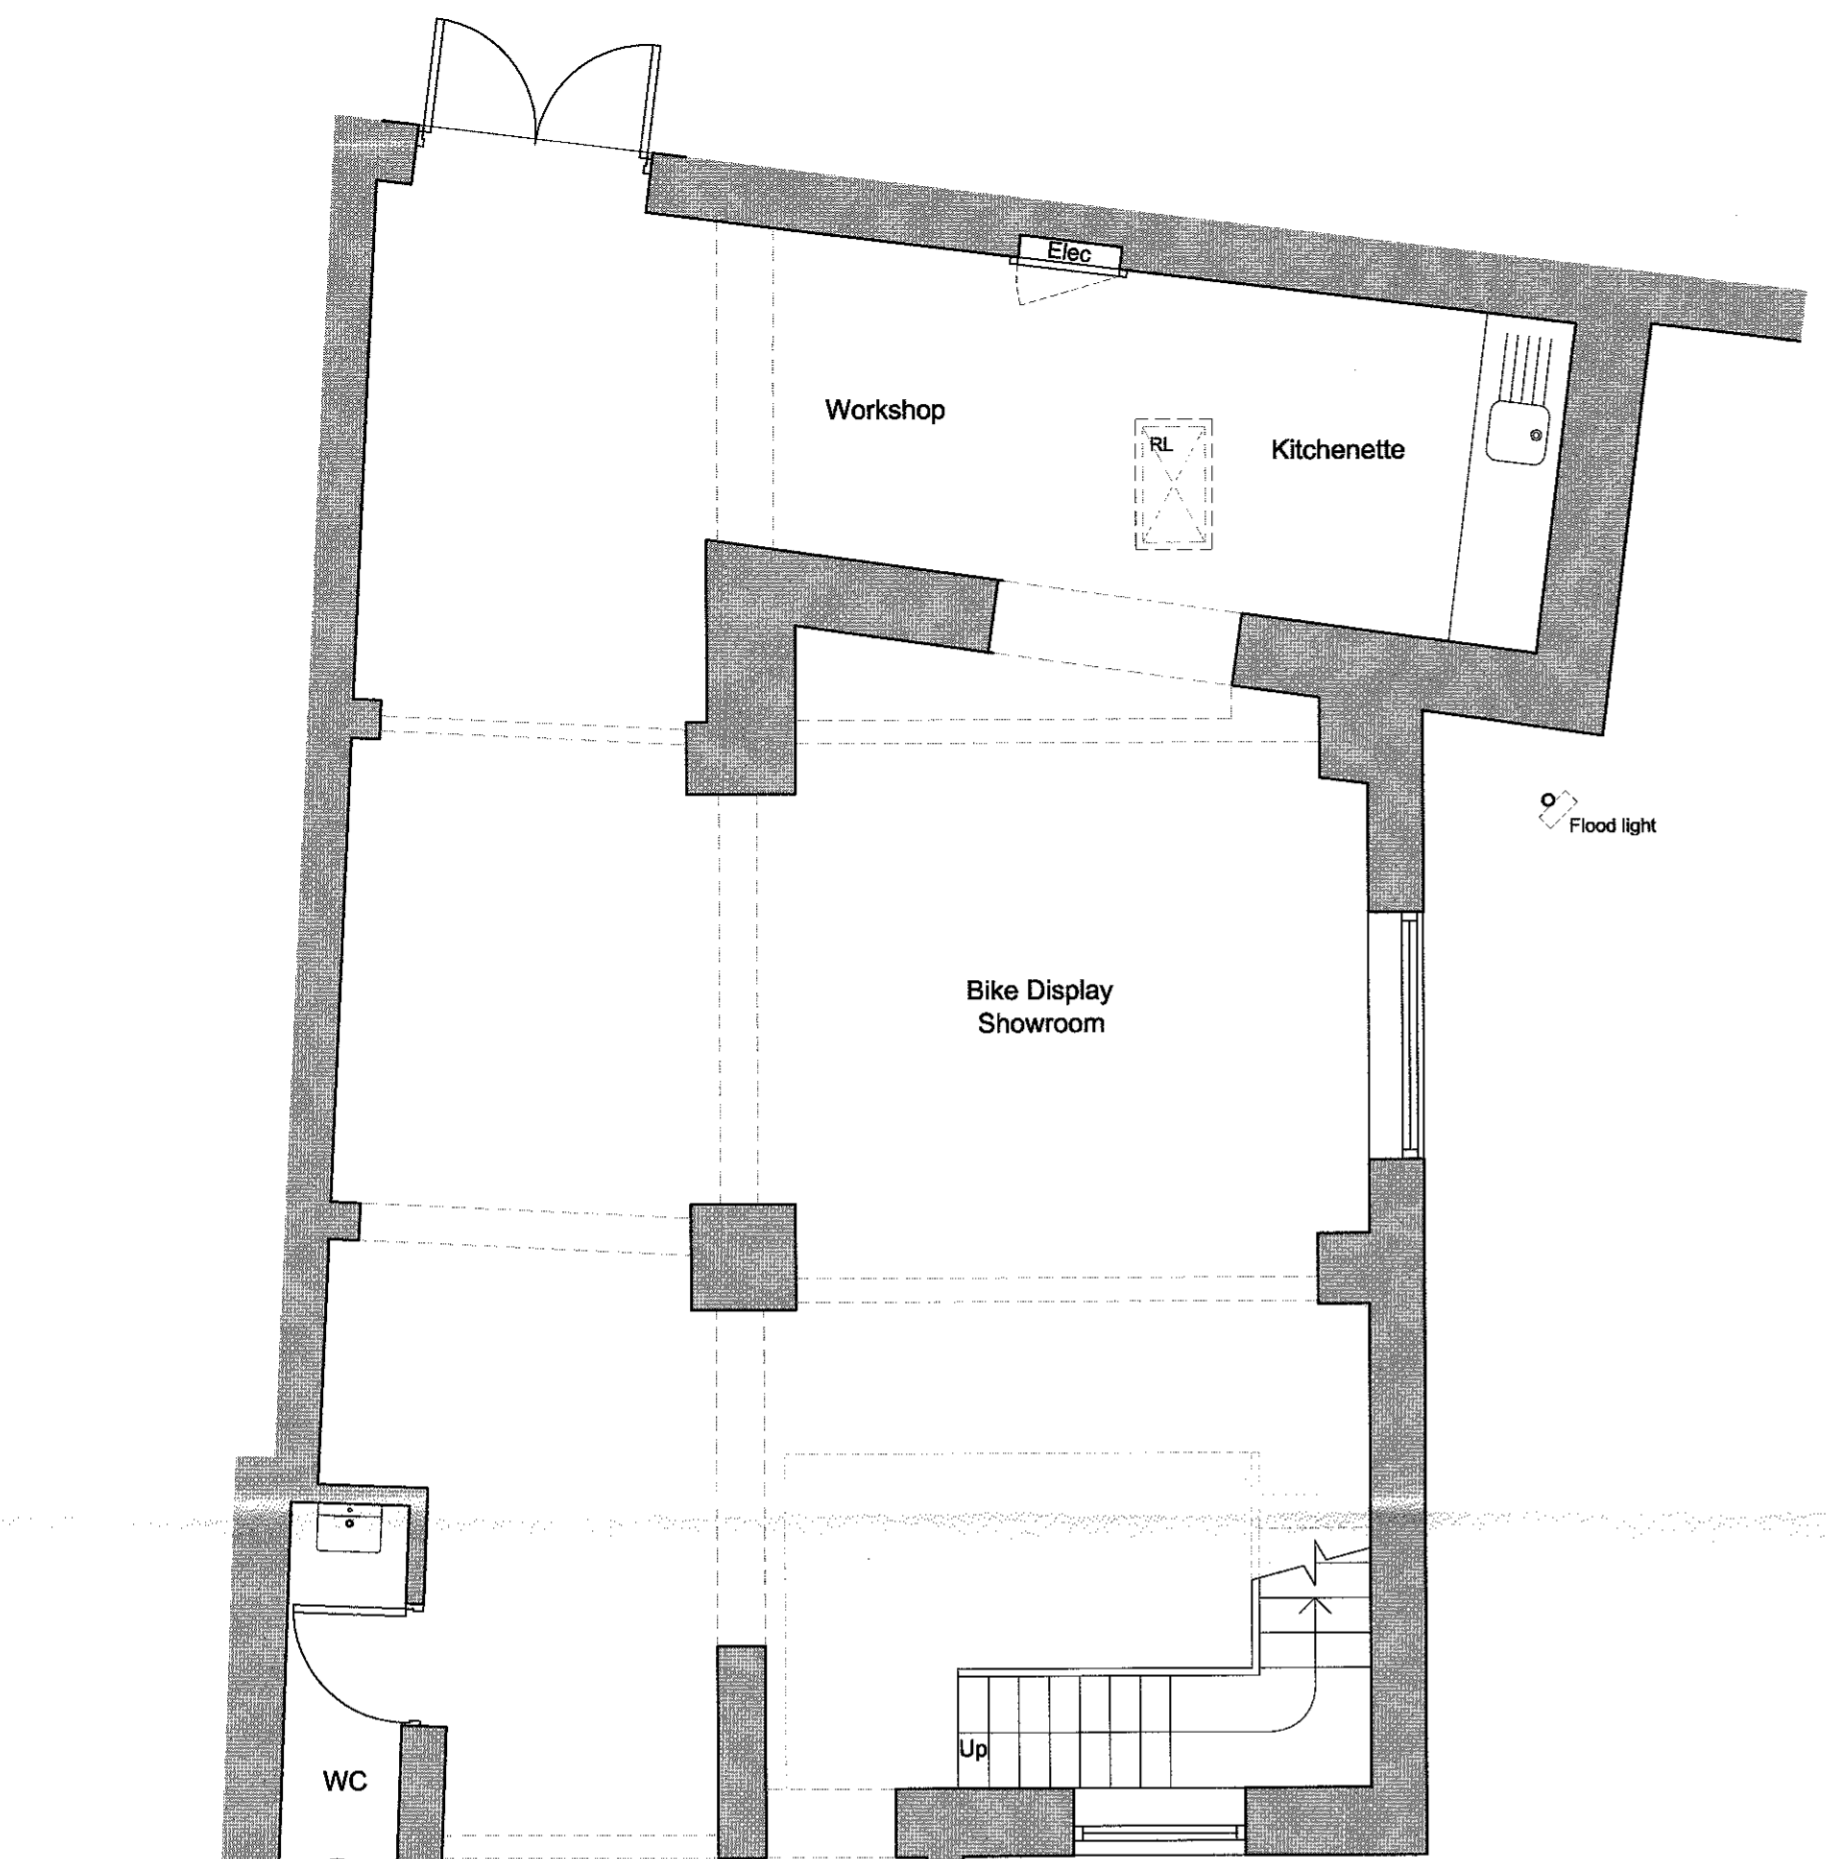 Elec
Workshop
RL
Kitchenette
Flood light
Bike Display
Showroom
Up
WC